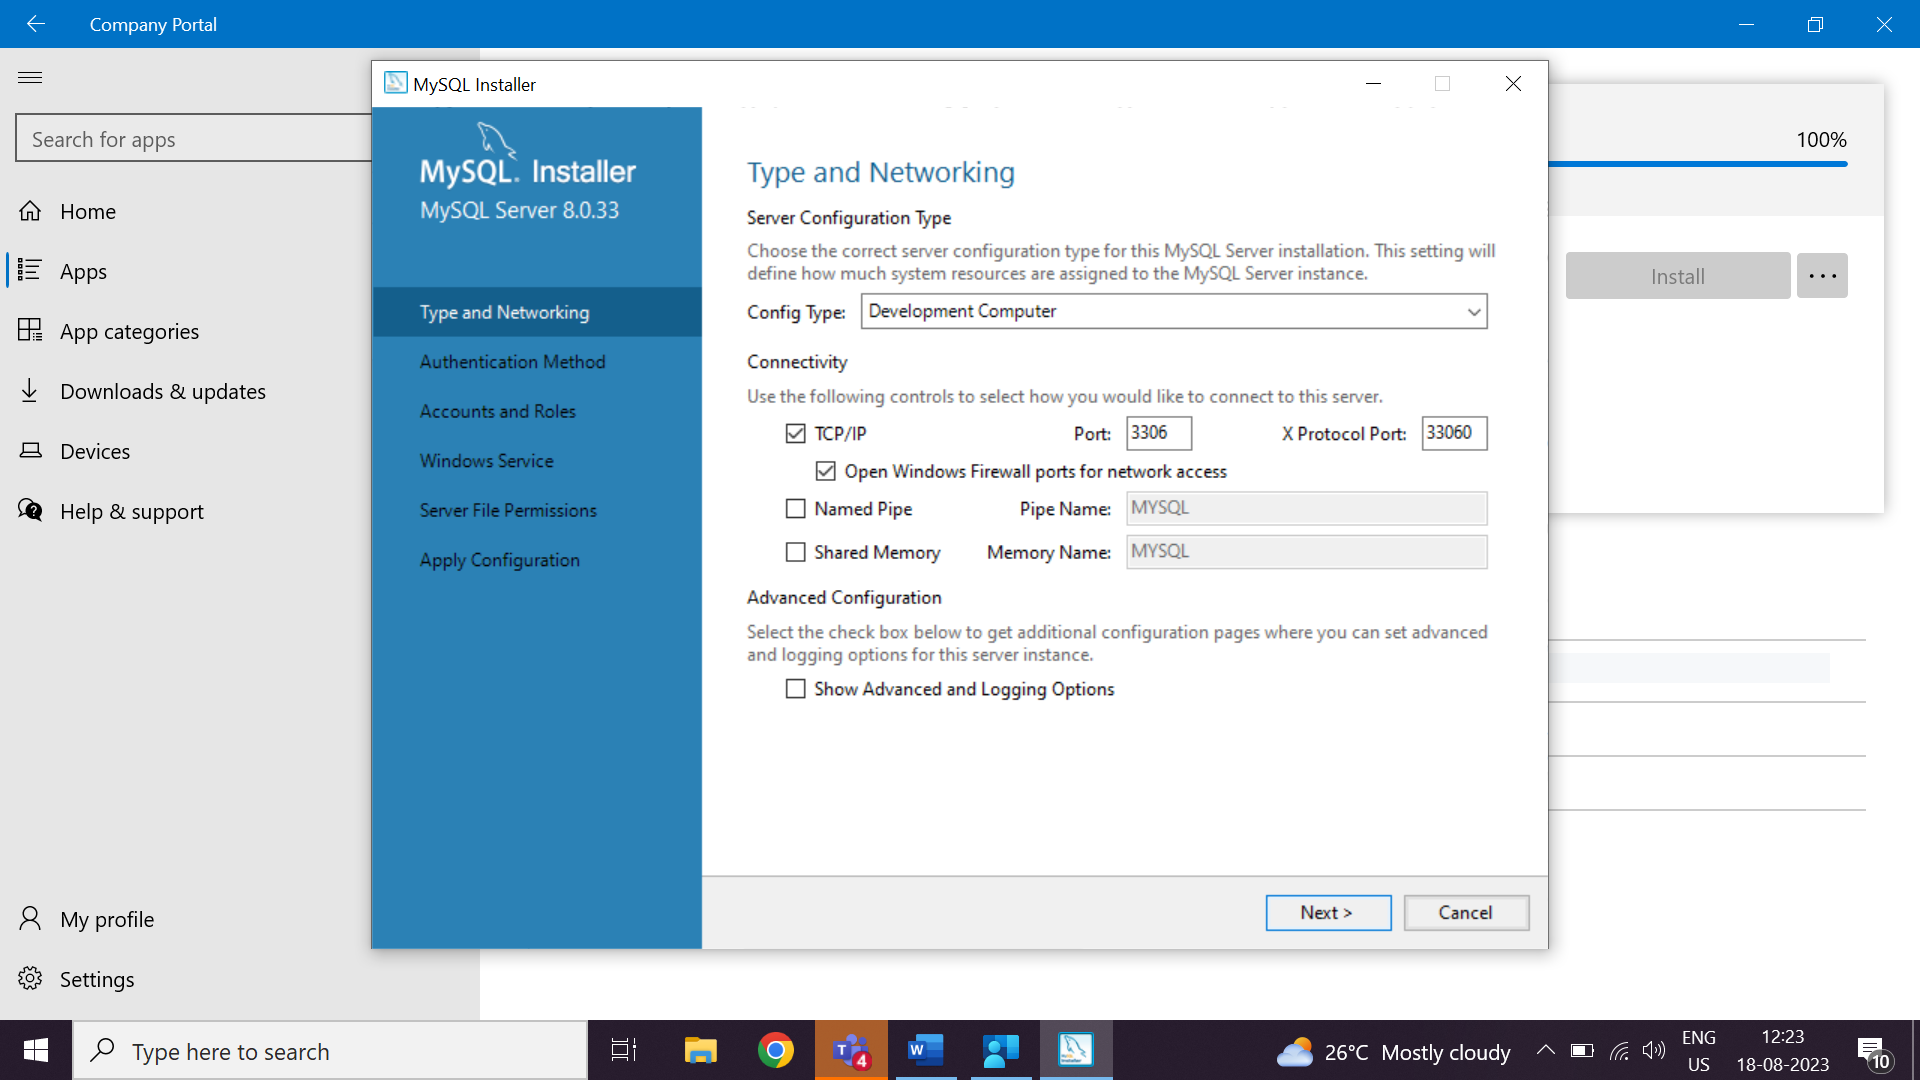 Company Portal
Search for apps
Home
Apps
App categories
Downloads & updates
Devices
Help & support
My profile
Settings
MySQL Installer
MySQL. Installer
MySQL Server 8.0.33
Type and Networking
Authentication Method
Accounts and Roles
Windows Service
Server File Permissions
Apply Configuration
Type and Networking
Server Configuration Type
Choose the correct server configuration type for this MySQL Server installation. This setting will
define how much system resources are assigned to the MySQL Server instance.
Config Type: Development Computer
Connectivity
Use the following controls to select how you would like to connect to this server.
TCP/IP Port: 3306 X Protocol Port: 33060
Open Windows Firewall ports for network access
Named Pipe Pipe Name: MYSQL
Shared Memory Memory Name: MYSQL
Advanced Configuration
Select the check box below to get additional configuration pages where you can set advanced
and logging options for this server instance.
Show Advanced and Logging Options
Next > Cancel
100%
Install ...
Type here to search
T 4
W
26°C Mostly cloudy
ENG
US
12:23
18-08-2023
10